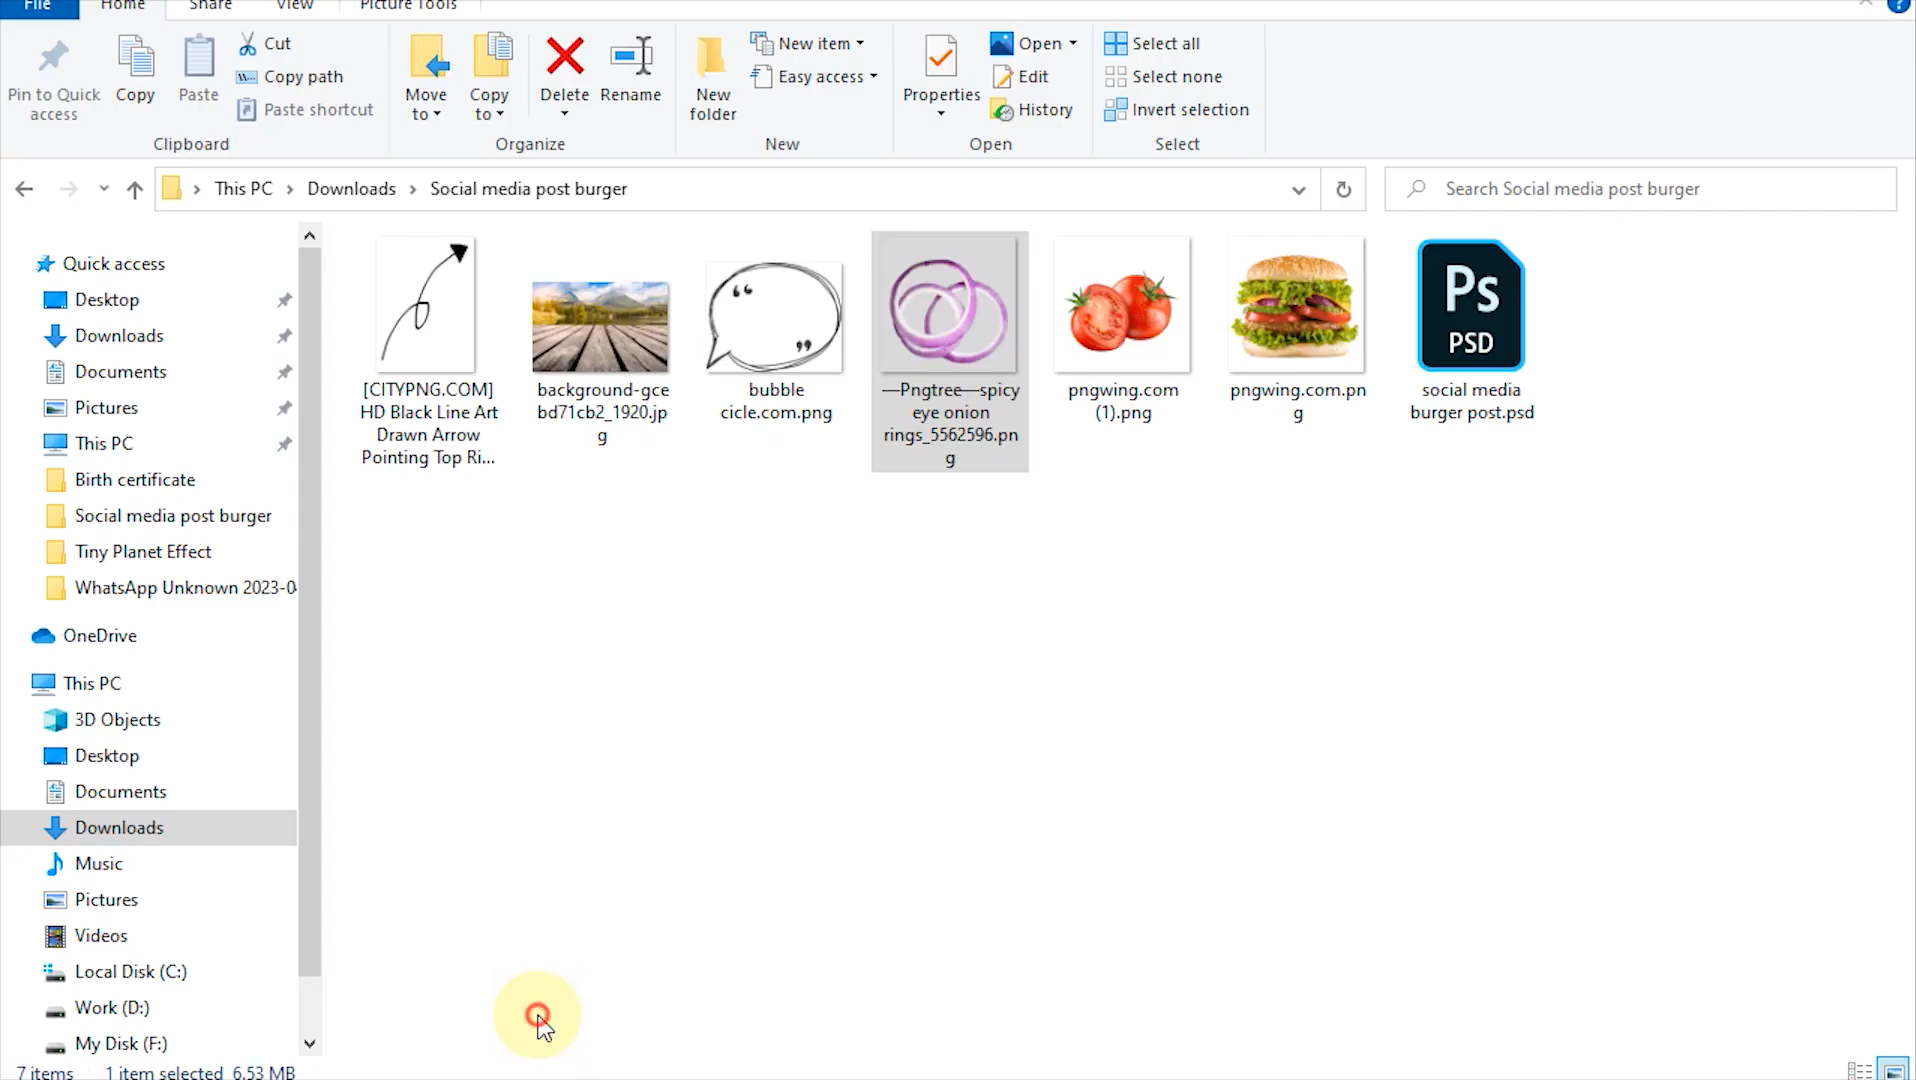 File Home Share View Picture Tools
Cut
Copy path
Paste shortcut
Pin to Quick
access
Copy
Paste
Clipboard
Move
to
Copy
to
Delete
Rename
Organize
New
folder
New item
Easy access
New
Properties
Open
Edit
History
Open
Select all
Select none
Invert selection
Select
This PC > Downloads > Social media post burger
Search Social media post burger
Quick access
Desktop
Downloads
Documents
Pictures
This PC
Birth certificate
Social media post burger
Tiny Planet Effect
WhatsApp Unknown 2023-0
OneDrive
This PC
3D Objects
Desktop
Documents
Downloads
Music
Pictures
Videos
Local Disk (C:)
Work (D:)
My Disk (F:)
[CITYPNG.COM]
HD Black Line Art
Drawn Arrow
Pointing Top Ri...
background-gce
bd71cb2_1920.jp
g
bubble
cicle.com.png
—Pngtree—spicy
eye onion
rings_5562596.pn
g
pngwing.com
(1).png
pngwing.com.pn
g
Ps
PSD
social media
burger post.psd
7 items 1 item selected 6.53 MB